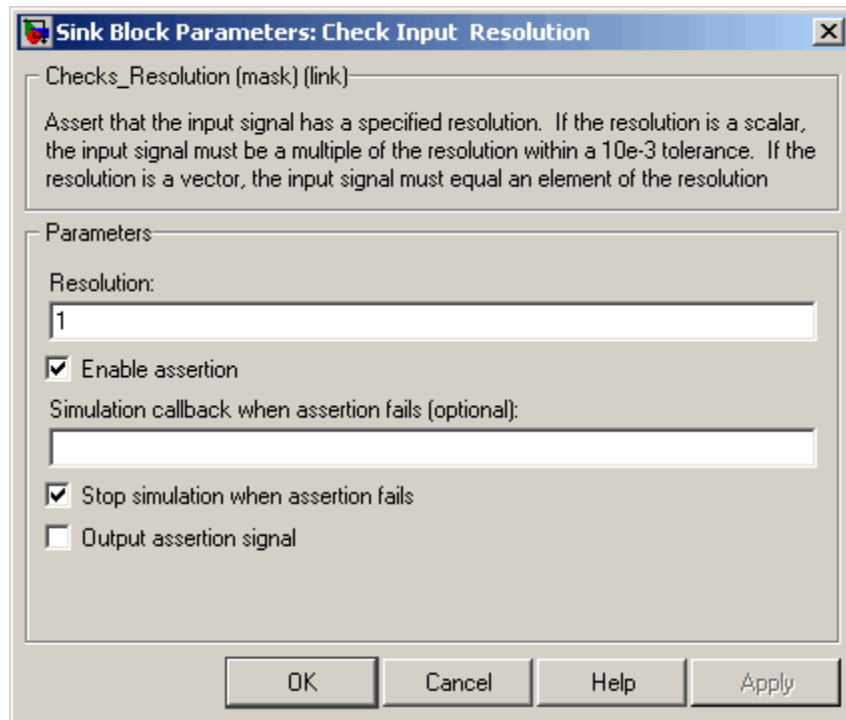 Sink Block Parameters: Check Input  Resolution
Checks_Resolution (mask) (link)
Assert that the input signal has a specified resolution.  If the resolution is a scalar,
the input signal must be a multiple of the resolution within a 10e-3 tolerance.  If the
resolution is a vector, the input signal must equal an element of the resolution
Parameters
Resolution:
1
Enable assertion
Simulation callback when assertion fails (optional):
Stop simulation when assertion fails
Output assertion signal
OK Cancel Help Apply